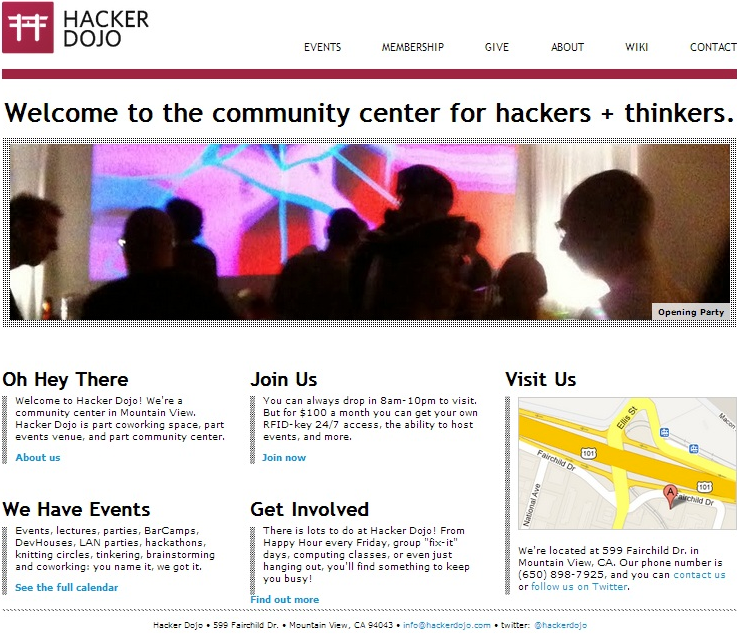 HACKER
DOJO
EVENTS MEMBERSHIP GIVE ABOUT WIKI CONTACT
Welcome to the community center for hackers + thinkers.
Opening Party
Oh Hey There
Welcome to Hacker Dojo! We're a
community center in Mountain View.
Hacker Dojo is part coworking space, part
events venue, and part community center.
About us
Join Us
You can always drop in 8am-10pm to visit.
But for $100 a month you can get your own
RFID-key 24/7 access, the ability to host
events, and more.
Join now
Visit Us
Ellis St
Macon
101
Fairchild Dr
101
A
Fairchild Dr
National Ave
We're located at 599 Fairchild Dr. in
Mountain View, CA. Our phone number is
(650) 898-7925, and you can contact us
or follow us on Twitter.
We Have Events
Events, lectures, parties, BarCamps,
DevHouses, LAN parties, hackathons,
knitting circles, tinkering, brainstorming
and coworking: you name it, we got it.
See the full calendar
Get Involved
There is lots to do at Hacker Dojo! From
Happy Hour every Friday, group "fix-it"
days, computing classes, or even just
hanging out, you'll find something to keep
you busy!
Find out more
Hacker Dojo • 599 Fairchild Dr. • Mountain View, CA 94043 • info@hackerdojo.com • twitter: @hackerdojo